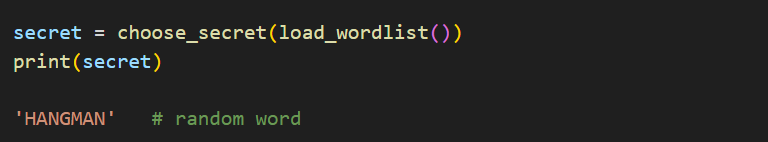 secret = choose_secret(load_wordlist())
print(secret)
'HANGMAN'   # random word